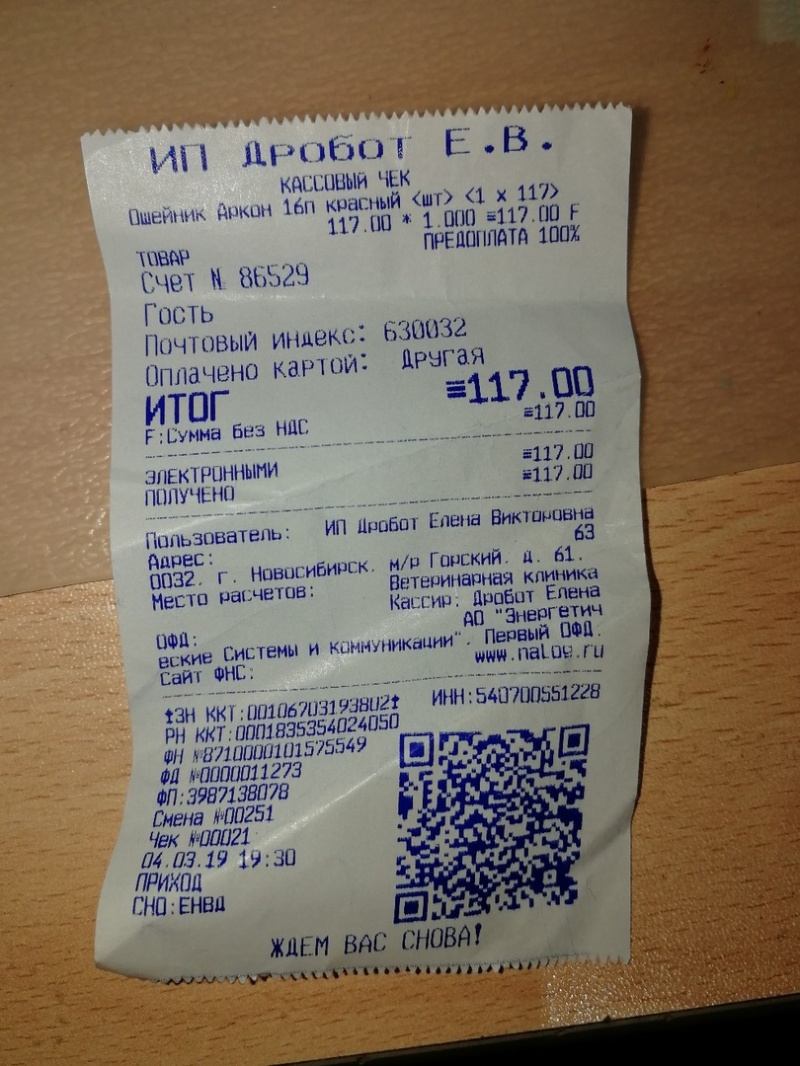 ИП ДРОБОТ Е.В.
КАССОВЫЙ ЧЕК
Ошейник Аркон 16п красный <шт> <1 x 117>
117.00 * 1.000 ≡117.00 F
ПРЕДОПЛАТА 100%
ТОВАР
Счет № 86529
Гость
Почтовый индекс: 630032
Оплачено картой: Другая
ИТОГ ≡117.00
F:Сумма без НДС ≡117.00
ЭЛЕКТРОННЫМИ ≡117.00
ПОЛУЧЕНО ≡117.00
Пользователь: ИП Дробот Елена Викторовна
Адрес: 63
0032. г. Новосибирск. м/р Горский. д. 61.
Место расчетов: Ветеринарная клиника
Кассир: Дробот Елена
ОФД: АО "Энергетич
еские Системы и коммуникации". Первый ОФД.
Сайт ФНС: www.nalog.ru
ЗН ККТ:00106703193802 ИНН:540700551228
РН ККТ:0001835354024050
ФН №8710000101575549
ФД №0000011273
ФП:3987138078
Смена №00251
Чек №00021
04.03.19 19:30
ПРИХОД
СНО:ЕНВД
ЖДЕМ ВАС СНОВА!